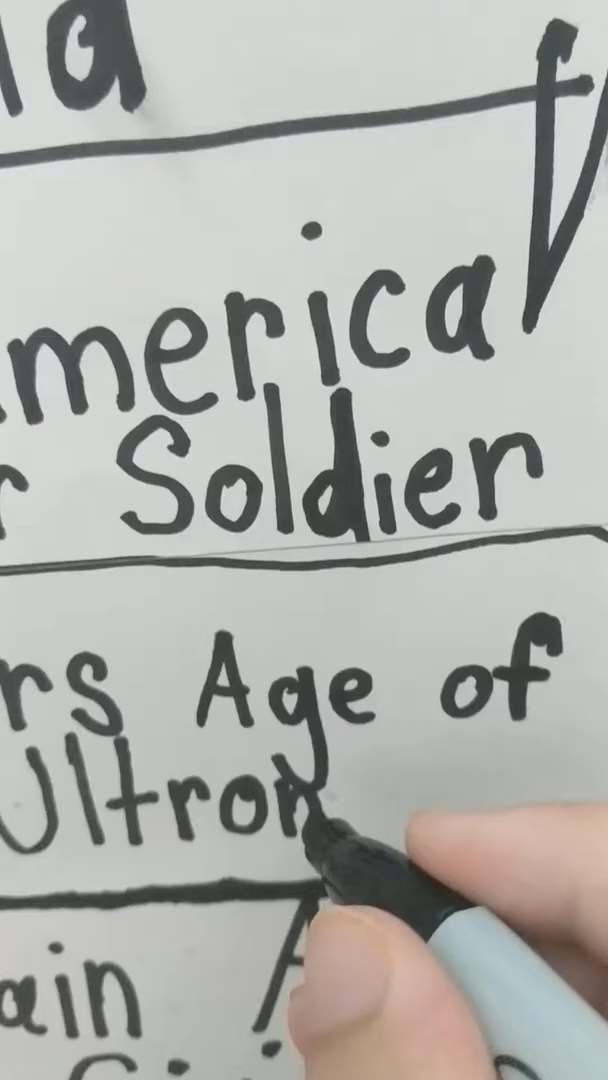 merica
r Soldier
rs Age of
Ultron
ain